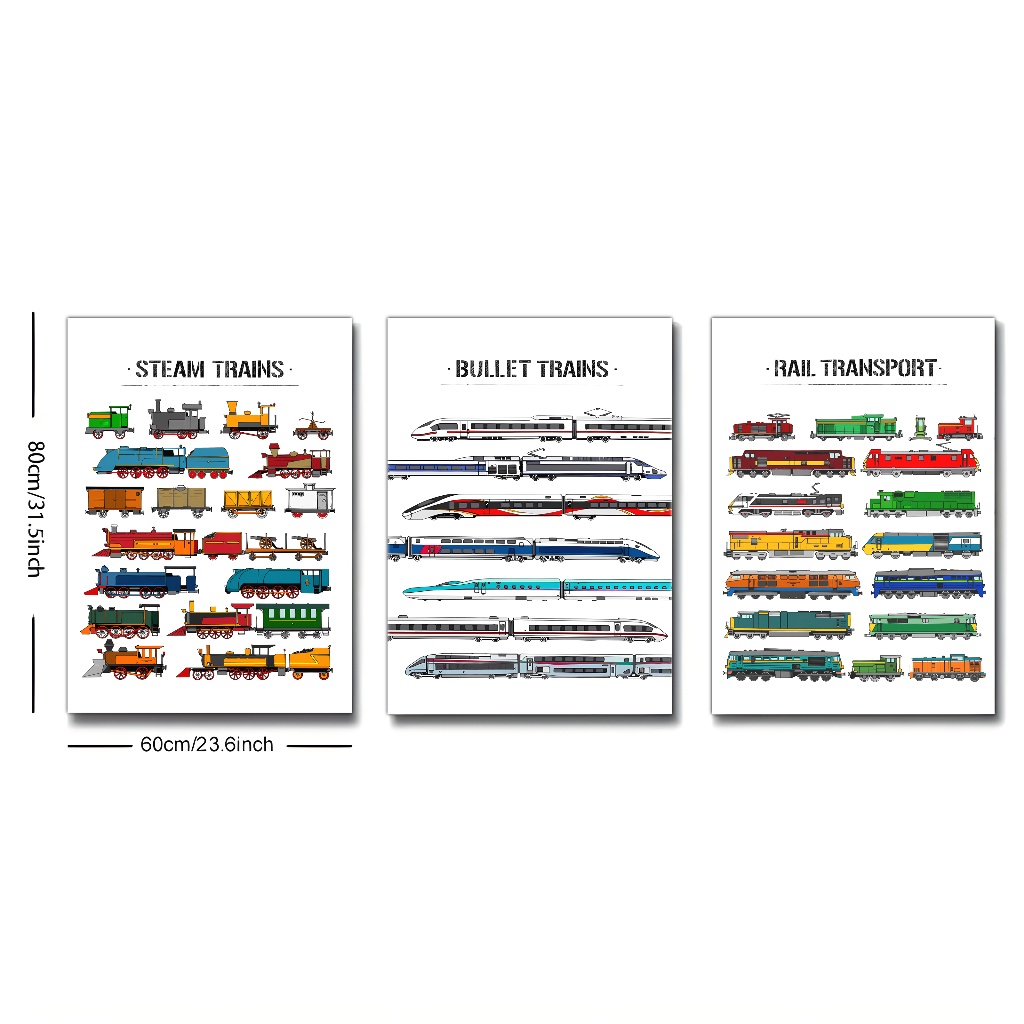 ·STEAM TRAINS·
·BULLET TRAINS·
·RAIL TRANSPORT·
80cm/31.5inch
60cm/23.6inch